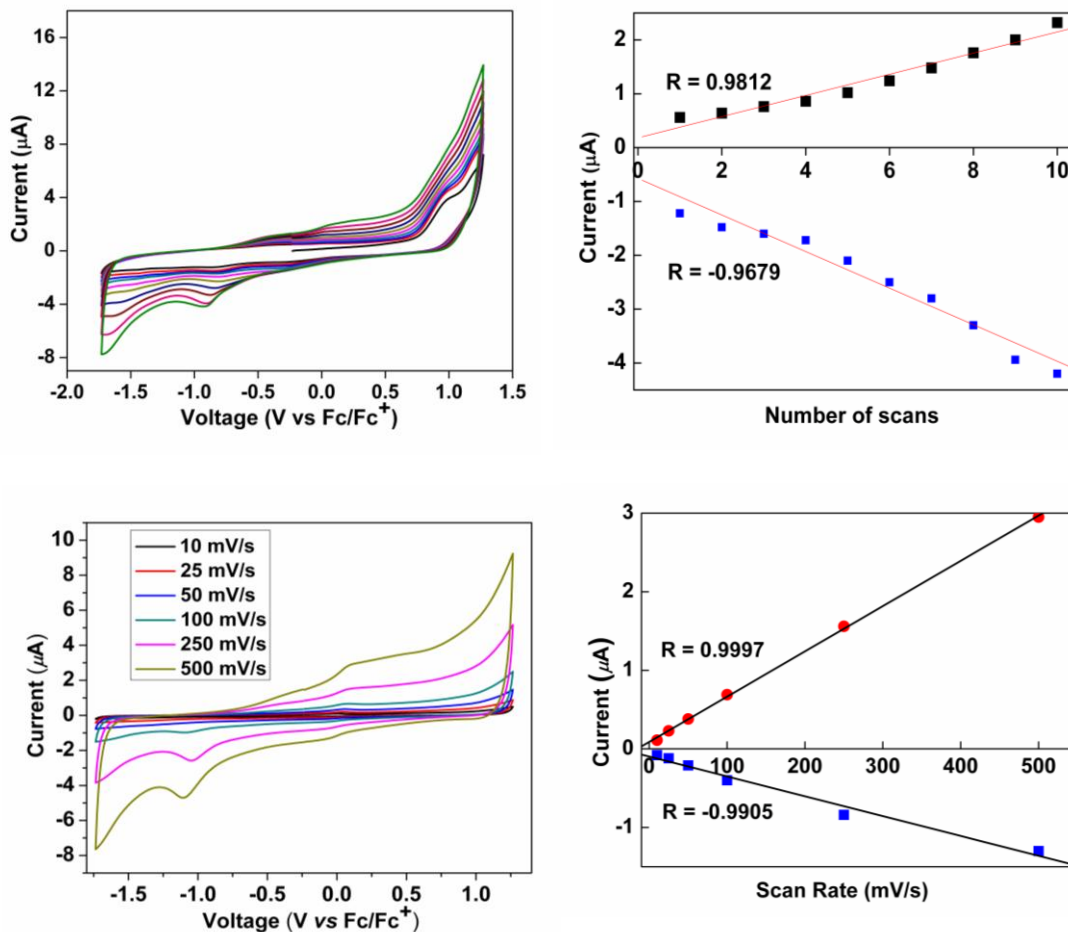 16
12
8
4
0
-4
-8
Current (μA)
-2.0 -1.5 -1.0 -0.5 0.0 0.5 1.0 1.5
Voltage (V vs Fc/Fc⁺)
2
1
0
-1
-2
-3
-4
Current (μA)
R = 0.9812
0 2 4 6 8 10
R = -0.9679
Number of scans
10
8
6
4
2
0
-2
-4
-6
-8
Current (μA)
10 mV/s
25 mV/s
50 mV/s
100 mV/s
250 mV/s
500 mV/s
-1.5 -1.0 -0.5 0.0 0.5 1.0
Voltage (V vs Fc/Fc⁺)
3
2
1
0
-1
Current (μA)
R = 0.9997
0 100 200 300 400 500
R = -0.9905
Scan Rate (mV/s)